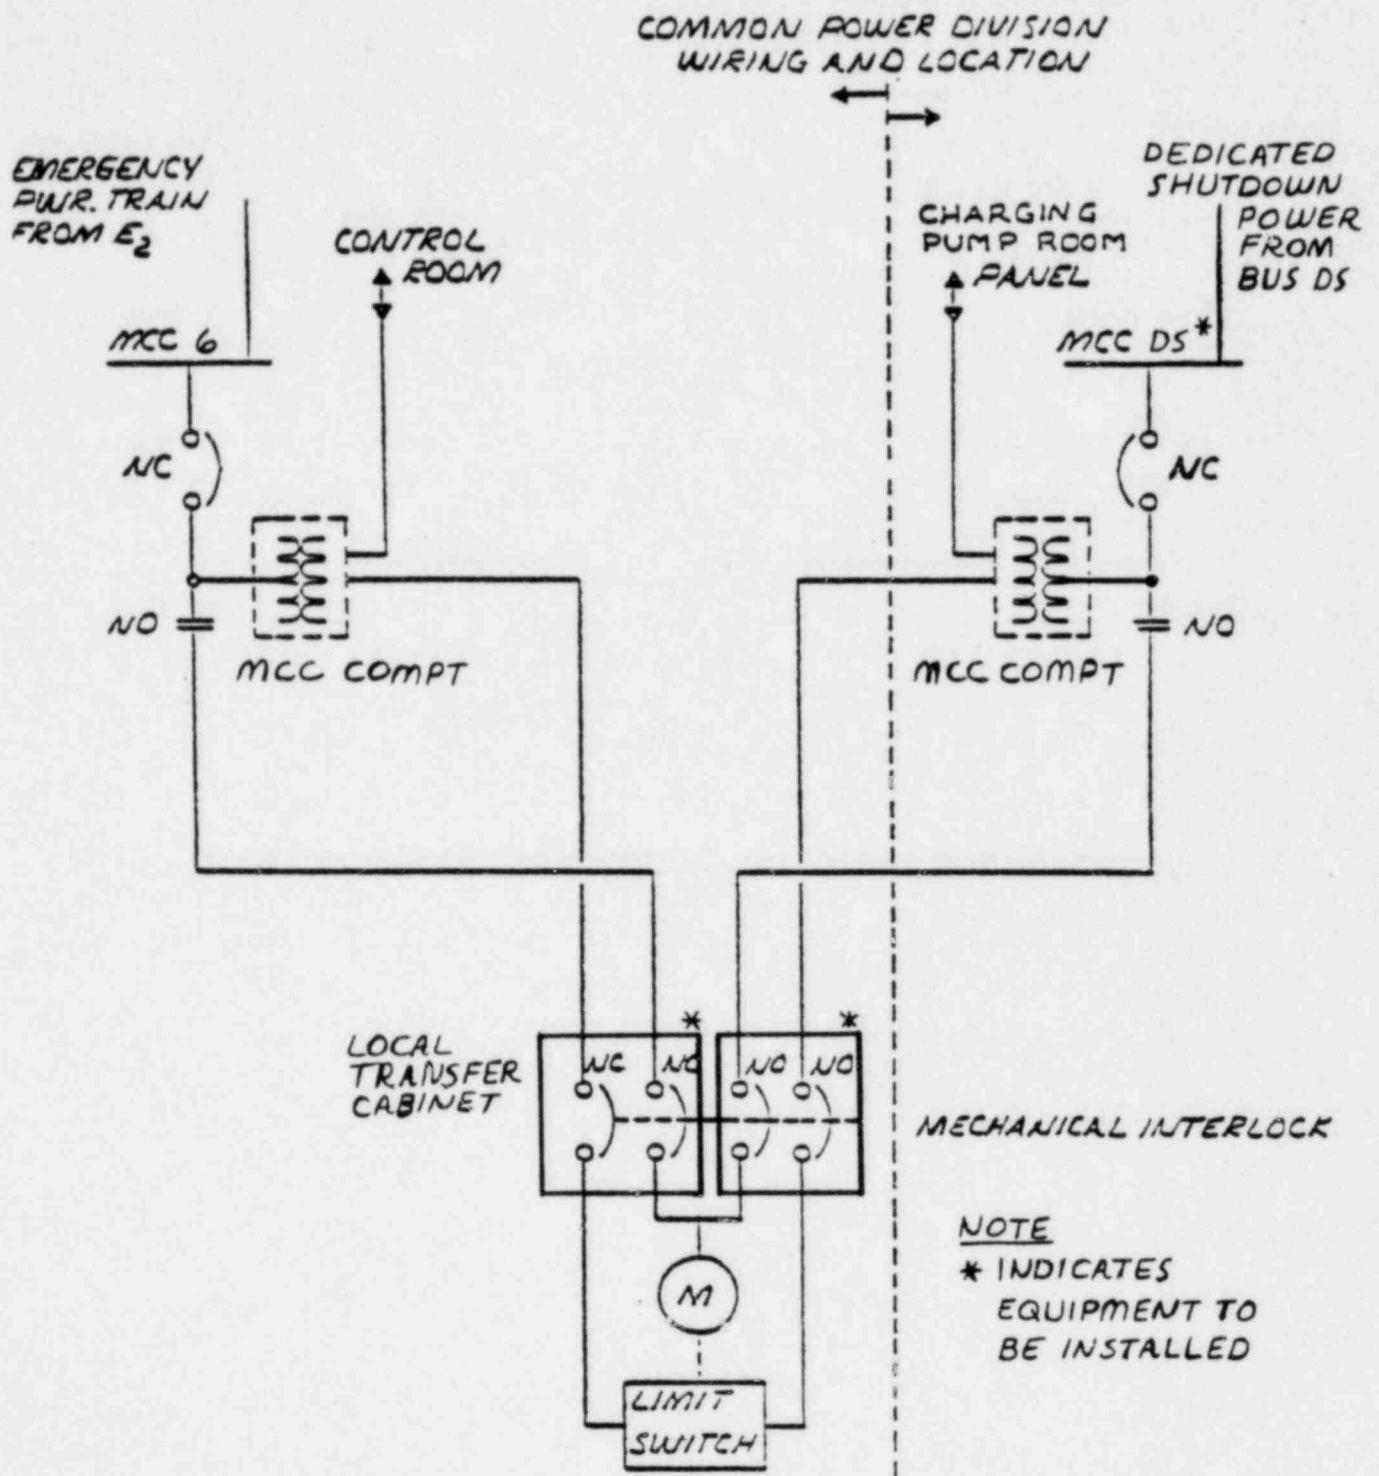 COMMON POWER DIVISION
WIRING AND LOCATION
EMERGENCY
PWR. TRAIN
FROM E2
CONTROL
ROOM
CHARGING
PUMP ROOM
PANEL
DEDICATED
SHUTDOWN
POWER
FROM
BUS DS
MCC 6
MCC DS*
NC
NC
NO
NO
MCC COMPT
MCC COMPT
LOCAL
TRANSFER
CABINET
*
*
NC
NC
NO
NO
MECHANICAL INTERLOCK
M
LIMIT
SWITCH
NOTE
* INDICATES
EQUIPMENT TO
BE INSTALLED